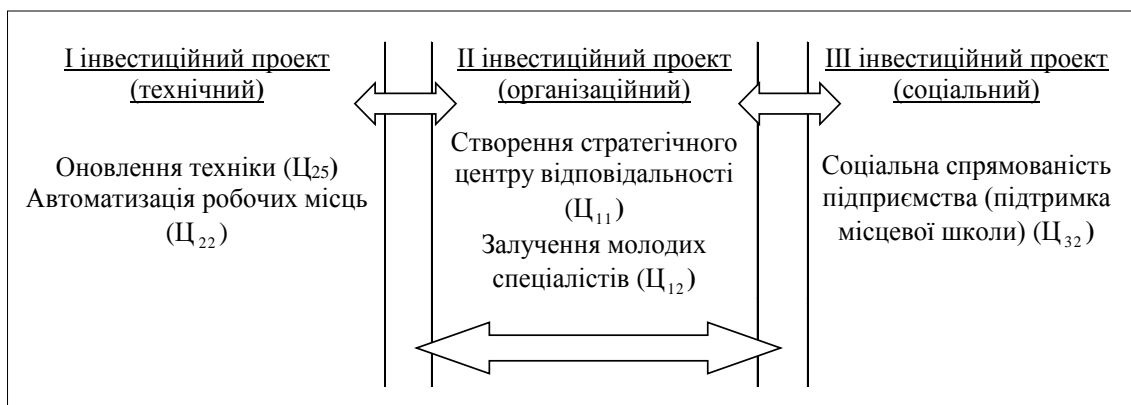 І інвестиційний проект
(технічний)
Оновлення техніки (Ц25)
Автоматизація робочих місць
(Ц22)
ІІ інвестиційний проект
(організаційний)
Створення стратегічного
центру відповідальності
(Ц11)
Залучення молодих
спеціалістів (Ц12)
ІІІ інвестиційний проект
(соціальний)
Соціальна спрямованість
підприємства (підтримка
місцевої школи) (Ц32)